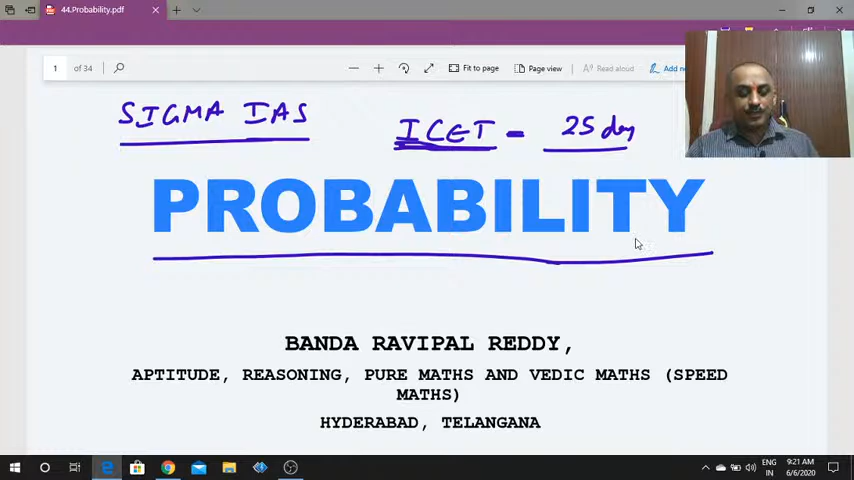 44.Probability.pdf
1 of 34
Fit to page
Page view
Read aloud
Add no
SIGMA IAS
ICET = 25 day
PROBABILITY
BANDA RAVIPAL REDDY,
APTITUDE, REASONING, PURE MATHS AND VEDIC MATHS (SPEED
MATHS)
HYDERABAD, TELANGANA
ENG
IN
9:21 AM
6/6/2020